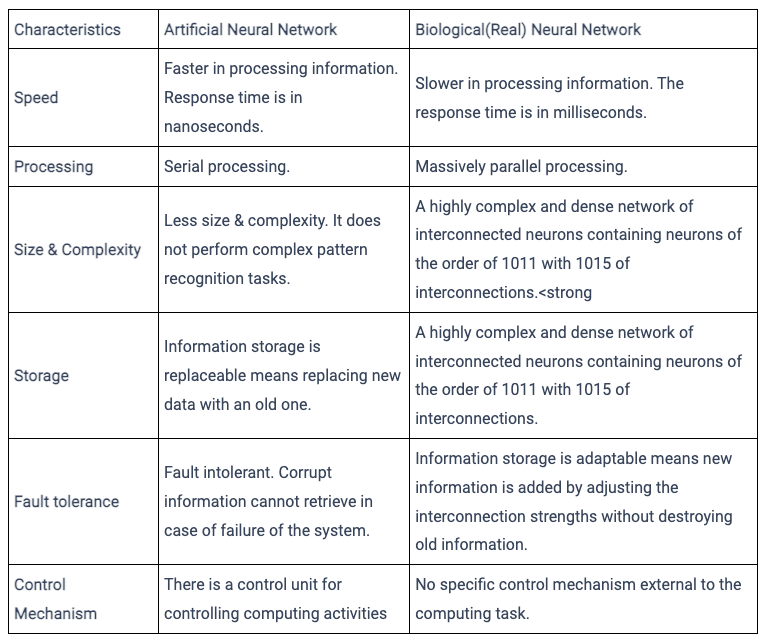 Characteristics
Artificial Neural Network
Biological(Real) Neural Network
Speed
Faster in processing information.
Response time is in
nanoseconds.
Slower in processing information. The
response time is in milliseconds.
Processing
Serial processing.
Massively parallel processing.
Size & Complexity
Less size & complexity. It does
not perform complex pattern
recognition tasks.
A highly complex and dense network of
interconnected neurons containing neurons of
the order of 1011 with 1015 of
interconnections.<strong
Storage
Information storage is
replaceable means replacing new
data with an old one.
A highly complex and dense network of
interconnected neurons containing neurons of
the order of 1011 with 1015 of
interconnections.
Fault tolerance
Fault intolerant. Corrupt
information cannot retrieve in
case of failure of the system.
Information storage is adaptable means new
information is added by adjusting the
interconnection strengths without destroying
old information.
Control
Mechanism
There is a control unit for
controlling computing activities
No specific control mechanism external to the
computing task.